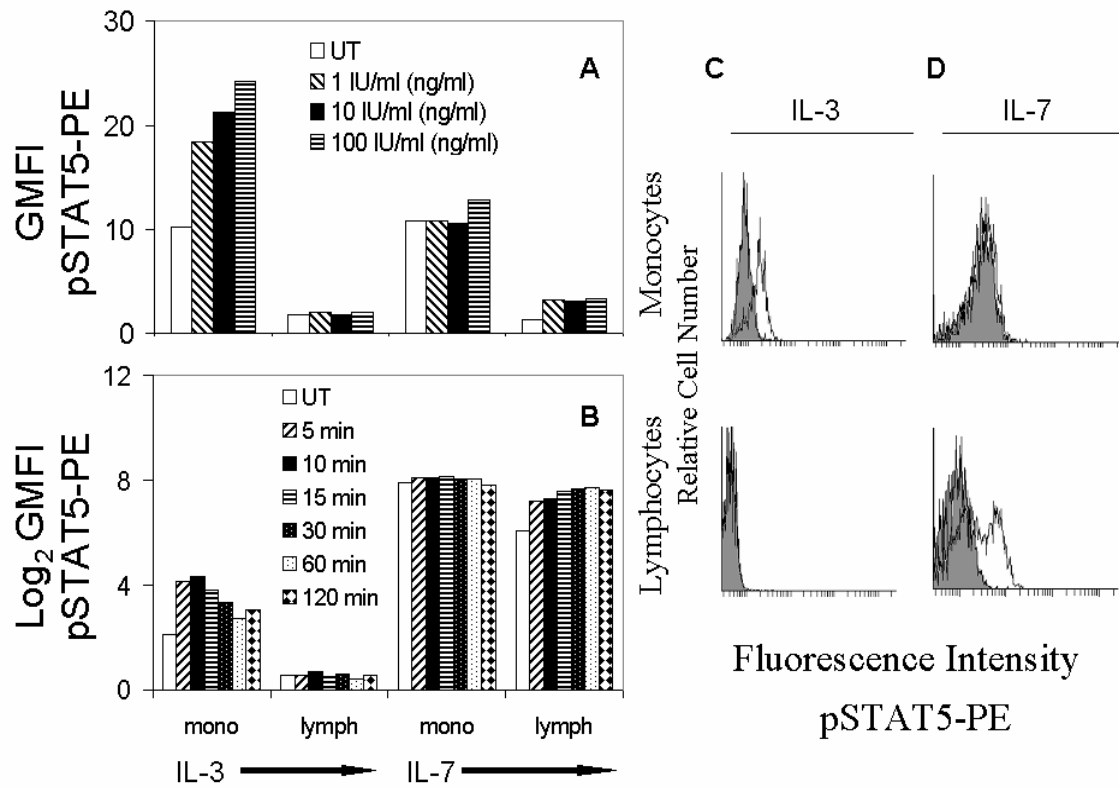 30
20
10
0
GMFI
pSTAT5-PE
UT
1 IU/ml (ng/ml)
10 IU/ml (ng/ml)
100 IU/ml (ng/ml)
A
12
8
4
0
Log2 GMFI
pSTAT5-PE
UT
5 min
10 min
15 min
30 min
60 min
120 min
B
mono
lymph
mono
lymph
IL-3
IL-7
C
D
IL-3
IL-7
Monocytes
Lymphocytes
Relative Cell Number
Fluorescence Intensity
pSTAT5-PE